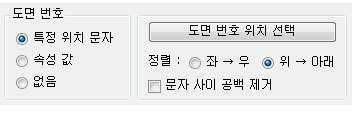 도면 번호
특정 위치 문자
속성 값
없음
도면 번호 위치 선택
정렬 : 좌 → 우 위 → 아래
문자 사이 공백 제거